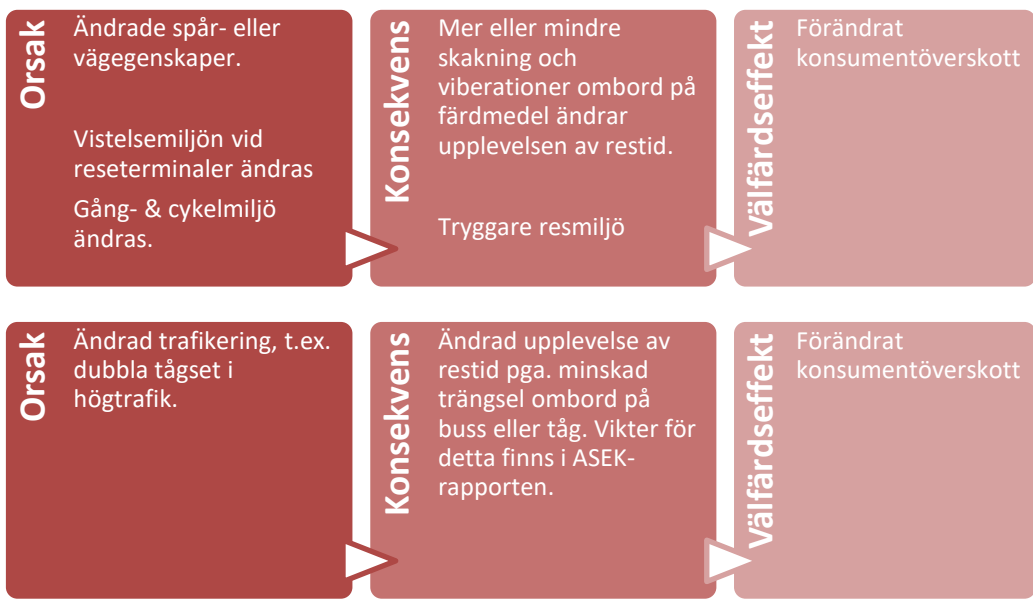 Orsak
Ändrade spår- eller
vägegenskaper.
Vistelsemiljön vid
reseterminaler ändras
Gång- & cykelmiljö
ändras.
Konsekvens
Mer eller mindre
skakning och
viberationer ombord på
färdmedel ändrar
upplevelsen av restid.
Tryggare resmiljö
Välfärdseffekt
Förändrat
konsumentöverskott
Orsak
Ändrad trafikering, t.ex.
dubbla tågset i
högtrafik.
Konsekvens
Ändrad upplevelse av
restid pga. minskad
trängsel ombord på
buss eller tåg. Vikter för
detta finns i ASEK-
rapporten.
Välfärdseffekt
Förändrat
konsumentöverskott